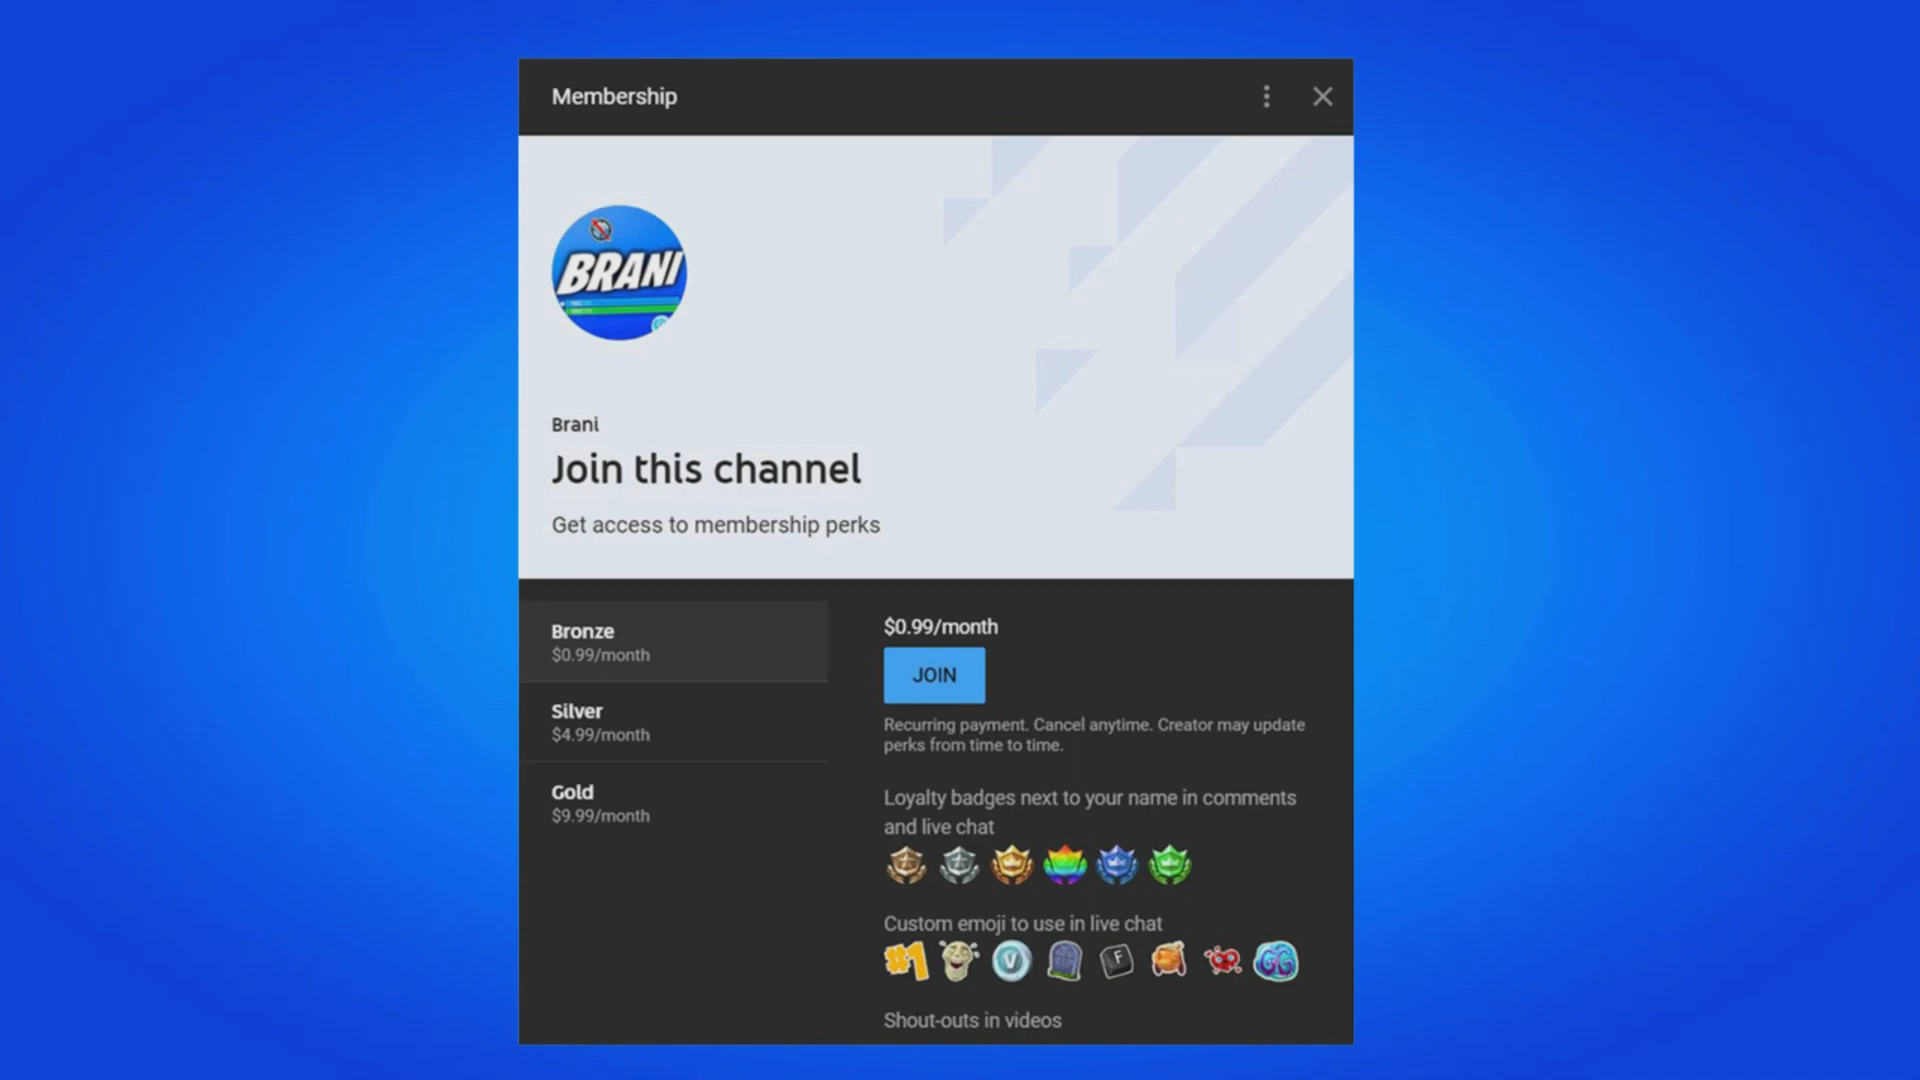 Membership
BRANI
Brani
Join this channel
Get access to membership perks
Bronze
$0.99/month
Silver
$4.99/month
Gold
$9.99/month
$0.99/month
JOIN
Recurring payment. Cancel anytime. Creator may update
perks from time to time.
Loyalty badges next to your name in comments
and live chat
Custom emoji to use in live chat
#1 V F GG
Shout-outs in videos